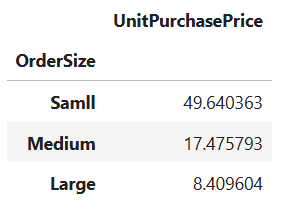 UnitPurchasePrice
OrderSize
Samll 49.640363
Medium 17.475793
Large 8.409604